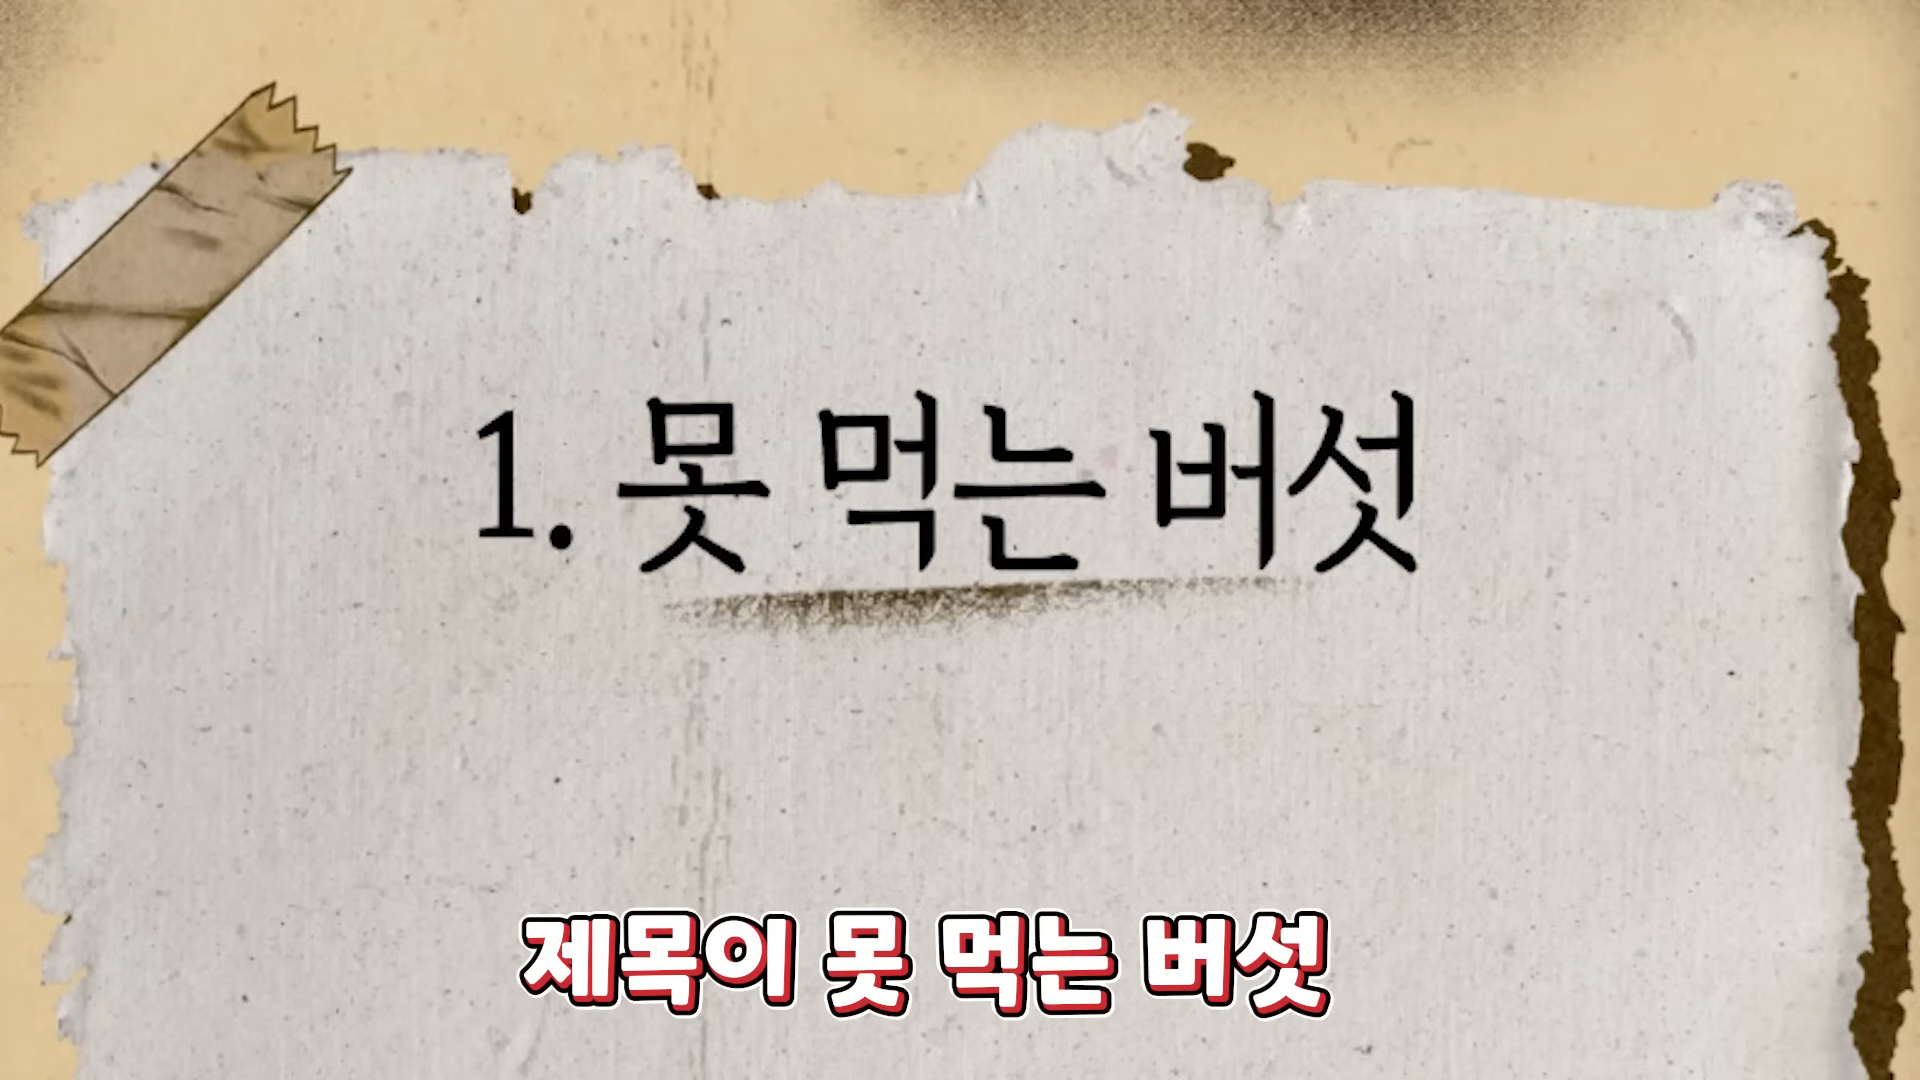 1. 못 먹는 버섯
제목이 못 먹는 버섯